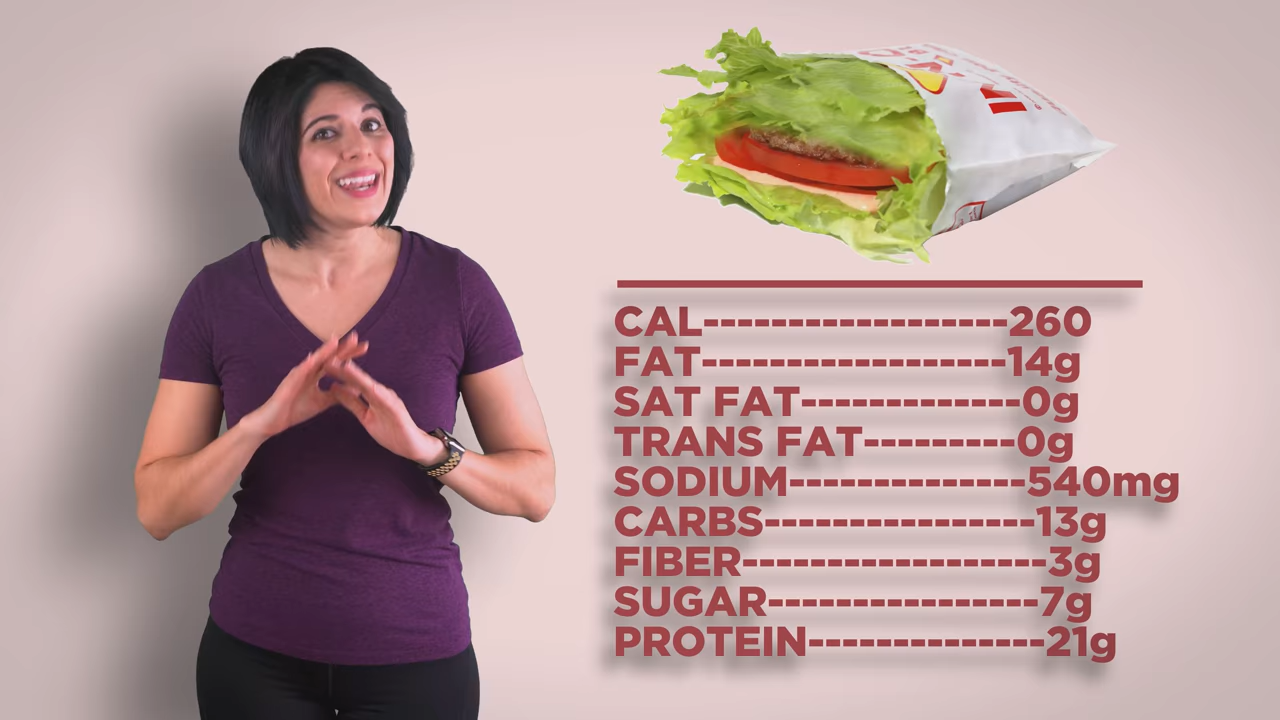 CAL------------------260
FAT------------------14g
SAT FAT-------------0g
TRANS FAT---------0g
SODIUM--------------540mg
CARBS----------------13g
FIBER------------------3g
SUGAR----------------7g
PROTEIN--------------21g